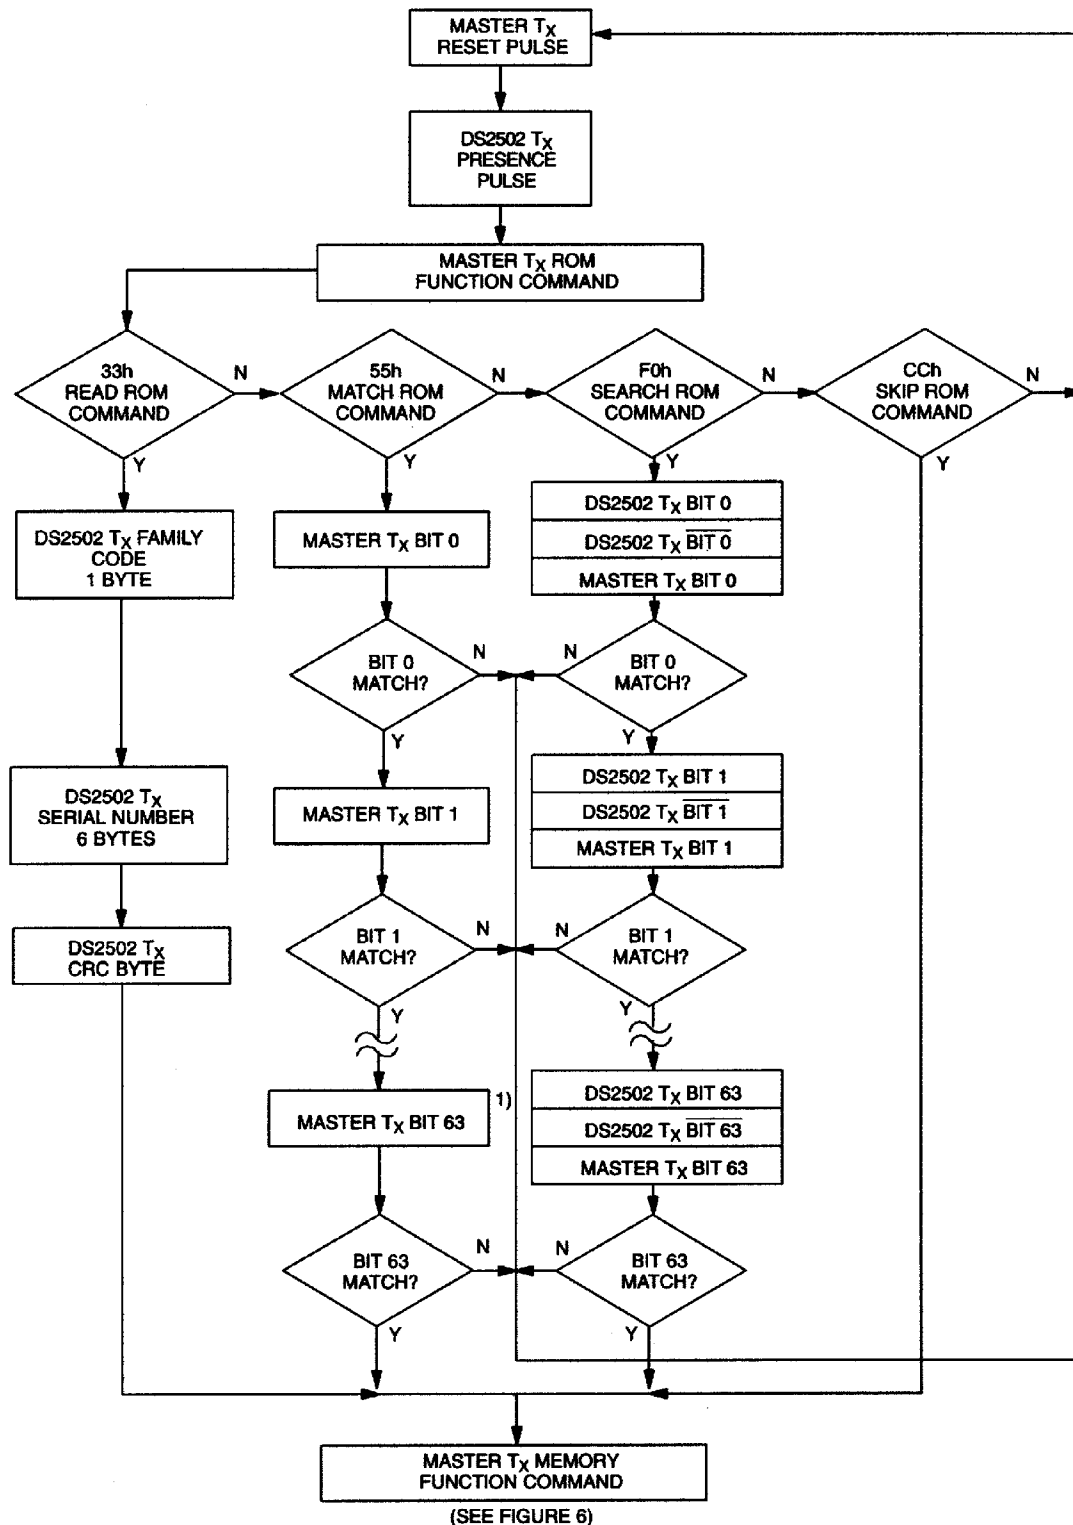 MASTER TX
RESET PULSE
DS2502 TX
PRESENCE
PULSE
MASTER TX ROM
FUNCTION COMMAND
33h
READ ROM
COMMAND
N
Y
55h
MATCH ROM
COMMAND
N
Y
F0h
SEARCH ROM
COMMAND
N
Y
CCh
SKIP ROM
COMMAND
N
Y
DS2502 TX FAMILY
CODE
1 BYTE
DS2502 TX
SERIAL NUMBER
6 BYTES
DS2502 TX
CRC BYTE
MASTER TX BIT 0
BIT 0
MATCH?
N
Y
MASTER TX BIT 1
BIT 1
MATCH?
N
Y
MASTER TX BIT 63
1)
BIT 63
MATCH?
N
Y
DS2502 TX BIT 0
DS2502 TX BIT 0
MASTER TX BIT 0
BIT 0
MATCH?
N
Y
DS2502 TX BIT 1
DS2502 TX BIT 1
MASTER TX BIT 1
BIT 1
MATCH?
N
Y
DS2502 TX BIT 63
DS2502 TX BIT 63
MASTER TX BIT 63
BIT 63
MATCH?
N
Y
MASTER TX MEMORY
FUNCTION COMMAND
(SEE FIGURE 6)